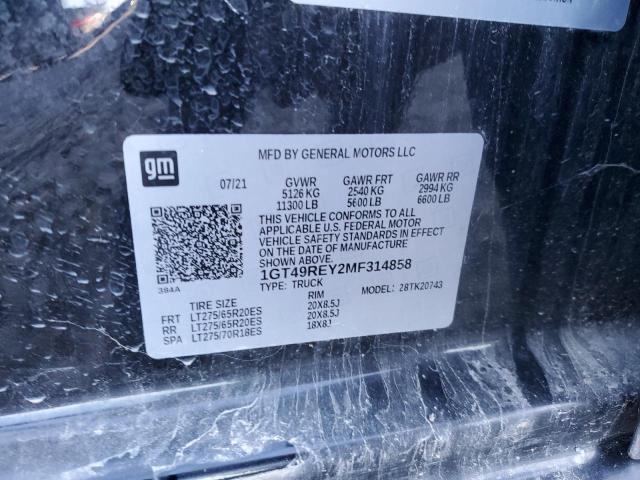 gm
MFD BY GENERAL MOTORS LLC
07/21 GVWR GAWR FRT GAWR RR
5126 KG 2540 KG 2994 KG
11300 LB 5600 LB 6600 LB
THIS VEHICLE CONFORMS TO ALL
APPLICABLE U.S. FEDERAL MOTOR
VEHICLE SAFETY STANDARDS IN EFFECT
ON THE DATE OF MANUFACTURE
SHOWN ABOVE.
1GT49REY2MF314858
TYPE: TRUCK MODEL: 28TK20743
384A
TIRE SIZE RIM
FRT LT275/65R20ES 20X8.5J
RR LT275/65R20ES 20X8.5J
SPA LT275/70R18ES 18X8J